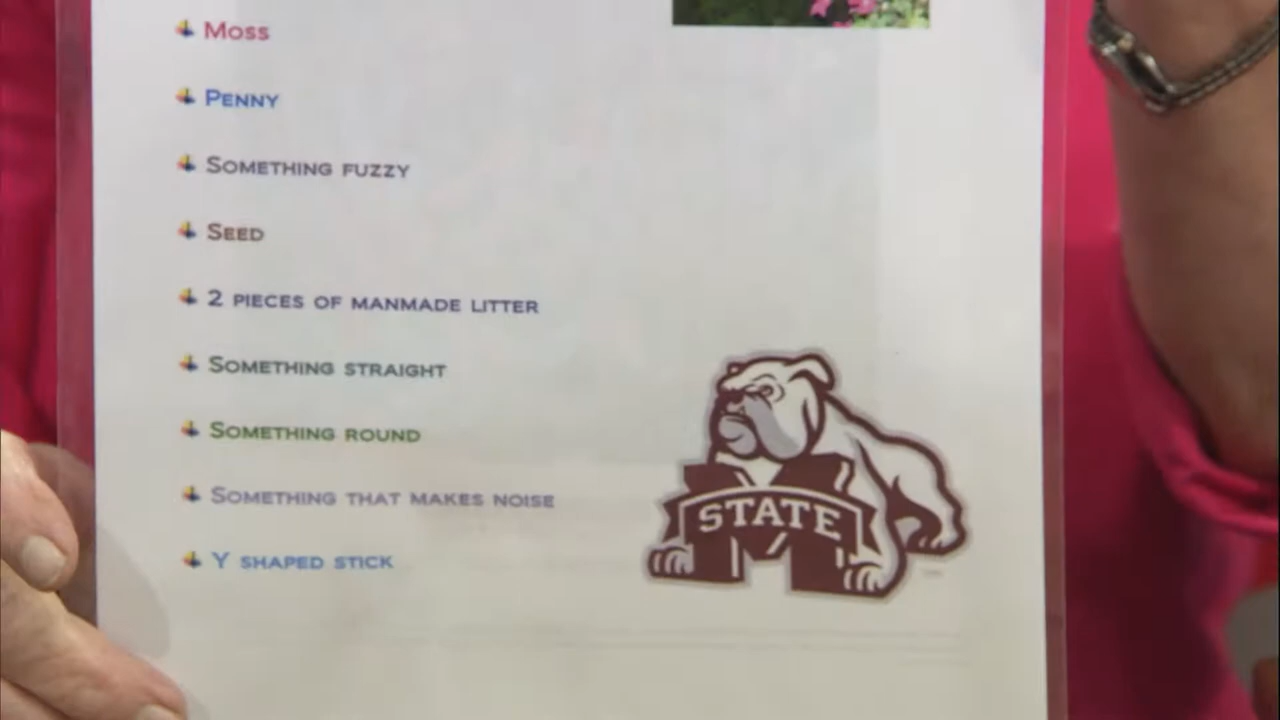 Moss
Penny
Something fuzzy
Seed
2 pieces of manmade litter
Something straight
Something round
Something that makes noise
Y shaped stick
STATE